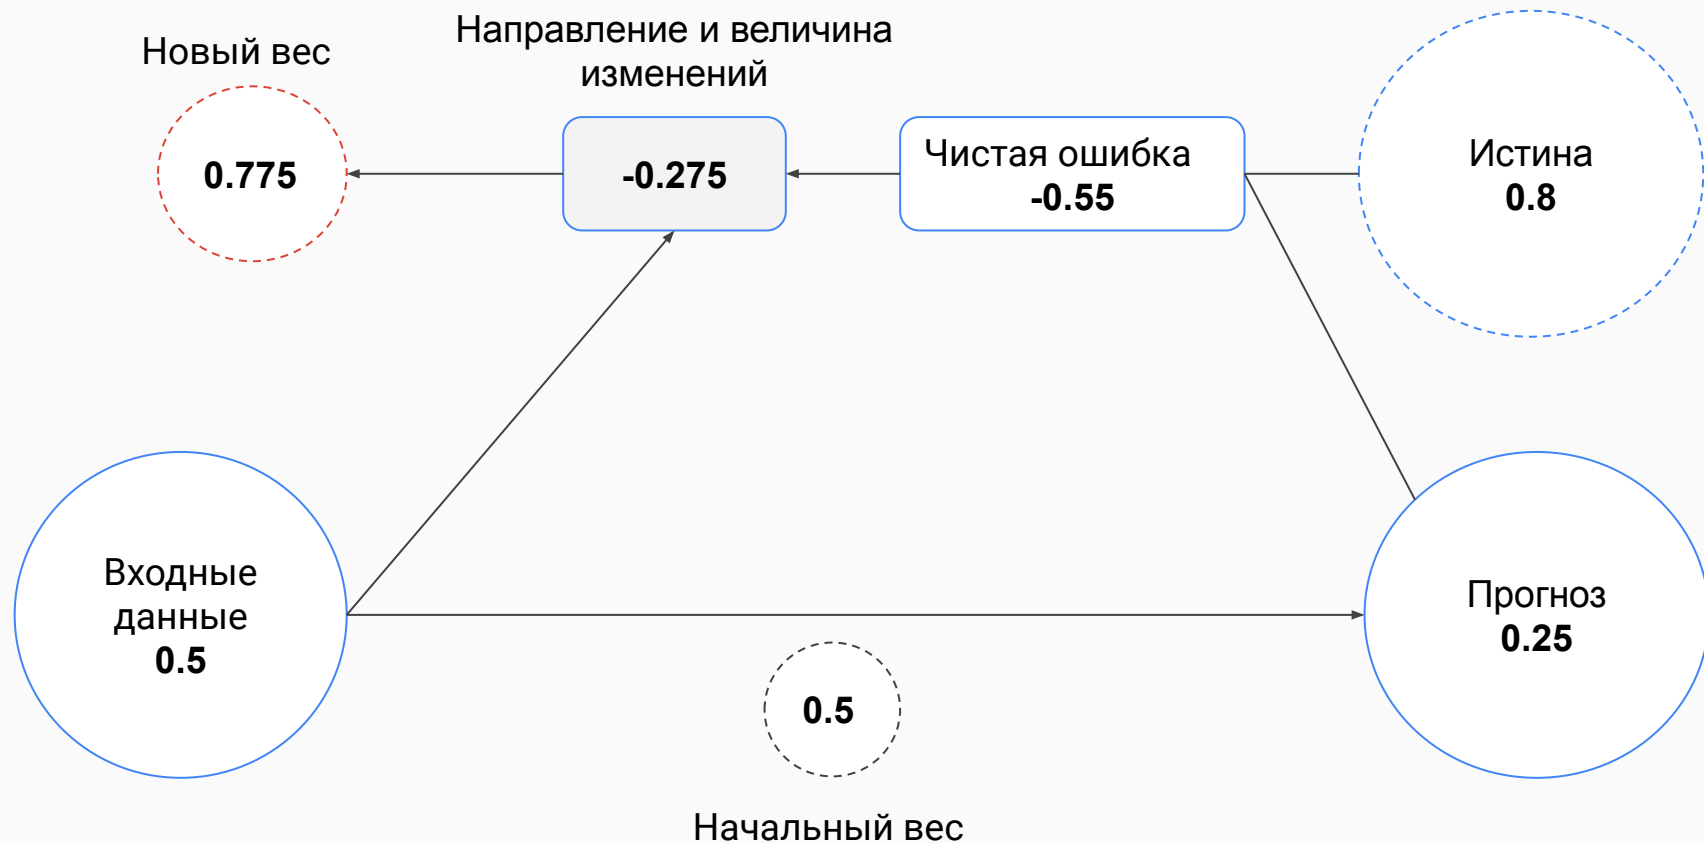 Новый вес
0.775
Направление и величина
изменений
-0.275
Чистая ошибка
-0.55
Истина
0.8
Входные
данные
0.5
0.5
Начальный вес
Прогноз
0.25